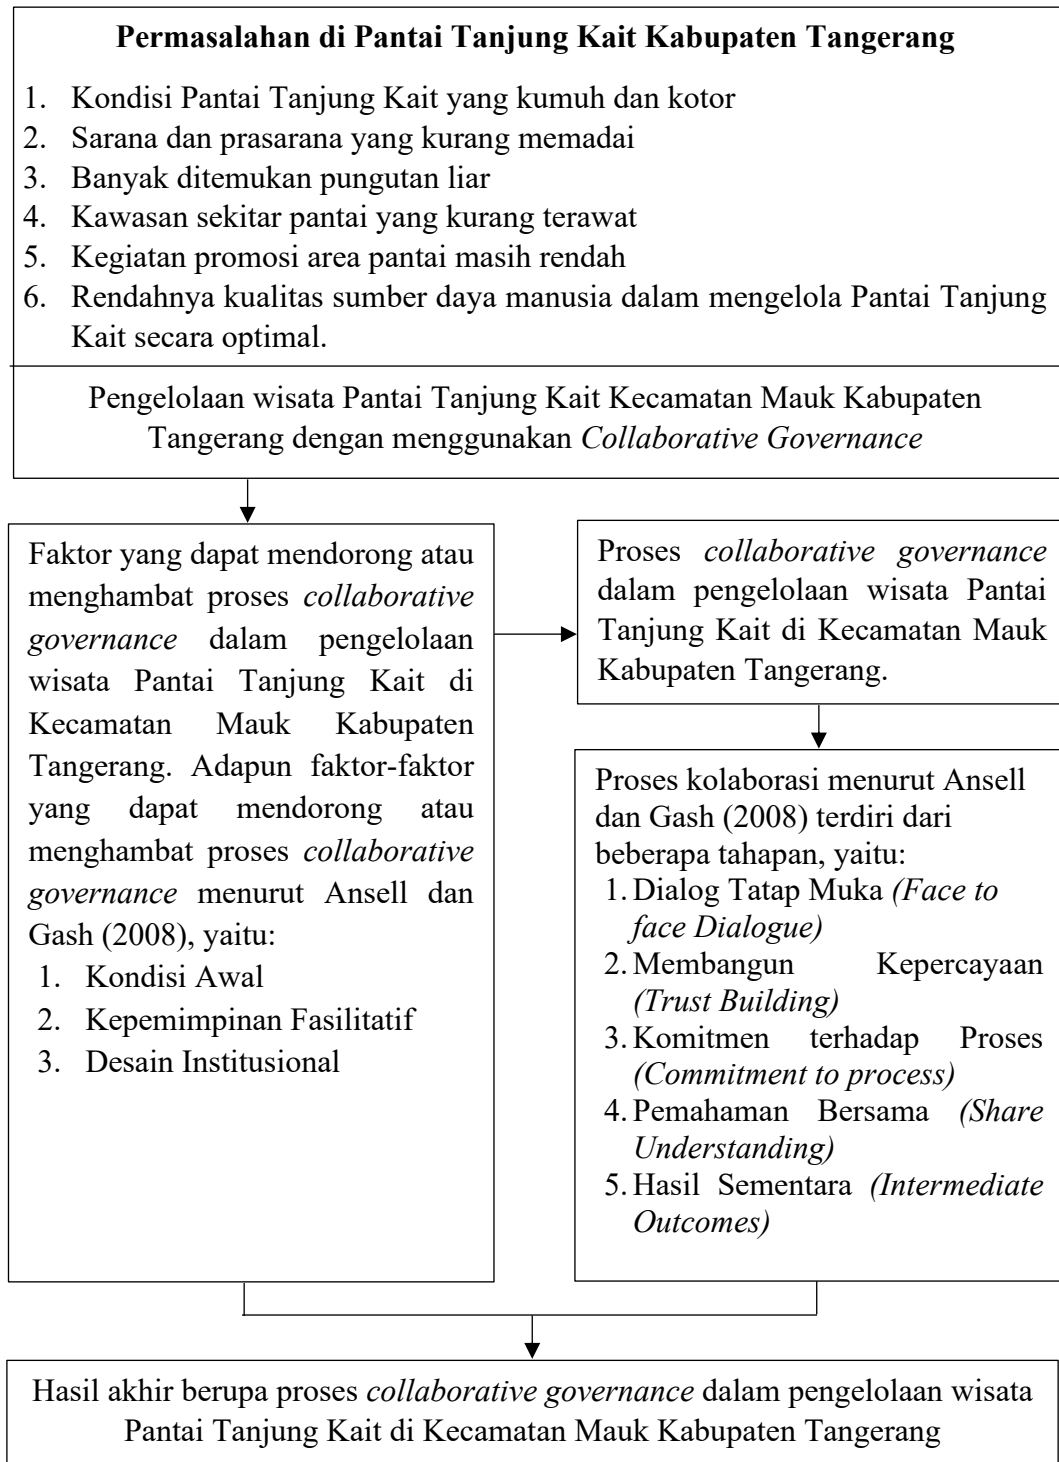 Permasalahan di Pantai Tanjung Kait Kabupaten Tangerang
1. Kondisi Pantai Tanjung Kait yang kumuh dan kotor
2. Sarana dan prasarana yang kurang memadai
3. Banyak ditemukan pungutan liar
4. Kawasan sekitar pantai yang kurang terawat
5. Kegiatan promosi area pantai masih rendah
6. Rendahnya kualitas sumber daya manusia dalam mengelola Pantai Tanjung
Kait secara optimal.
Pengelolaan wisata Pantai Tanjung Kait Kecamatan Mauk Kabupaten
Tangerang dengan menggunakan Collaborative Governance
Faktor yang dapat mendorong atau
menghambat proses collaborative
governance dalam pengelolaan
wisata Pantai Tanjung Kait di
Kecamatan Mauk Kabupaten
Tangerang. Adapun faktor-faktor
yang dapat mendorong atau
menghambat proses collaborative
governance menurut Ansell dan
Gash (2008), yaitu:
1. Kondisi Awal
2. Kepemimpinan Fasilitatif
3. Desain Institusional
Proses collaborative governance
dalam pengelolaan wisata Pantai
Tanjung Kait di Kecamatan Mauk
Kabupaten Tangerang.
Proses kolaborasi menurut Ansell
dan Gash (2008) terdiri dari
beberapa tahapan, yaitu:
1. Dialog Tatap Muka (Face to
face Dialogue)
2. Membangun Kepercayaan
(Trust Building)
3. Komitmen terhadap Proses
(Commitment to process)
4. Pemahaman Bersama (Share
Understanding)
5. Hasil Sementara (Intermediate
Outcomes)
Hasil akhir berupa proses collaborative governance dalam pengelolaan wisata
Pantai Tanjung Kait di Kecamatan Mauk Kabupaten Tangerang